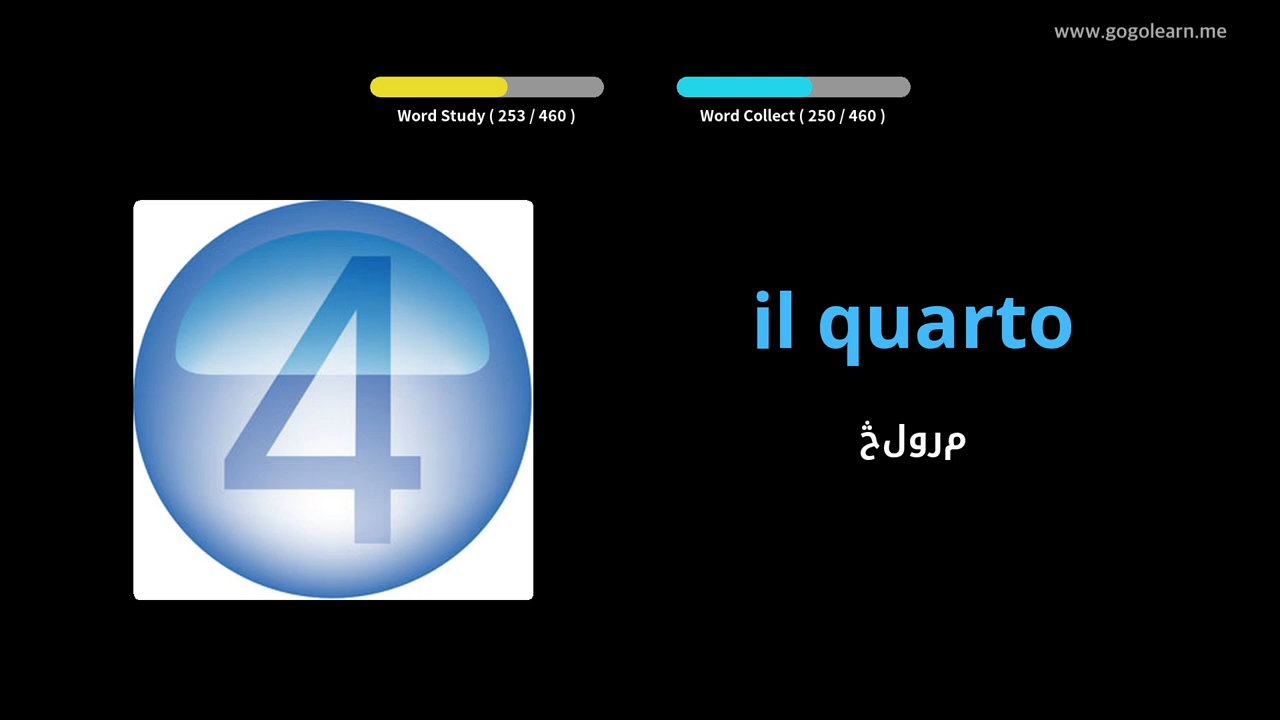 www.gogolearn.me
Word Study ( 253 / 460 )
Word Collect ( 250 / 460 )
4
il quarto
مرولڅ